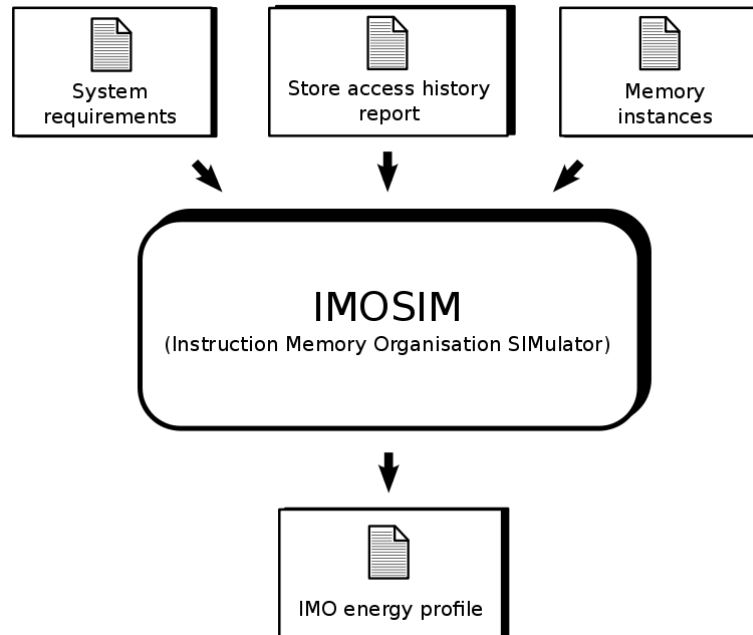 System
requirements
Store access history
report
Memory
instances
IMOSIM
(Instruction Memory Organisation SIMulator)
IMO energy profile